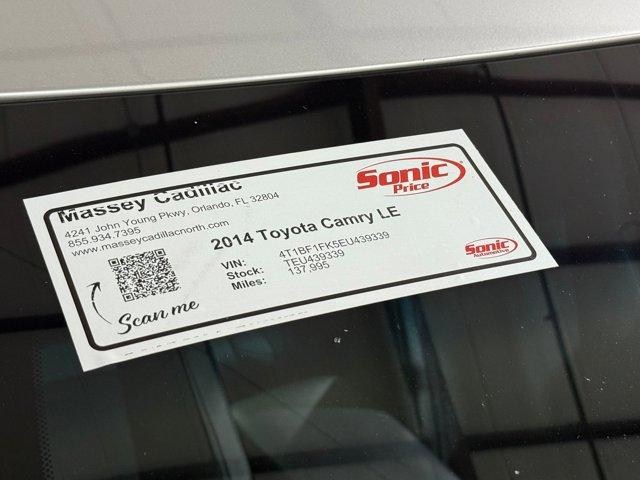 Massey Cadillac
4241 John Young Pkwy, Orlando, FL 32804
855.934.7395
www.masseycadillacnorth.com
Sonic
Price
2014 Toyota Camry LE
VIN: 4T1BF1FK5EU439339
Stock: TEU439339
Miles: 137,995
Scan me
Sonic
Automotive